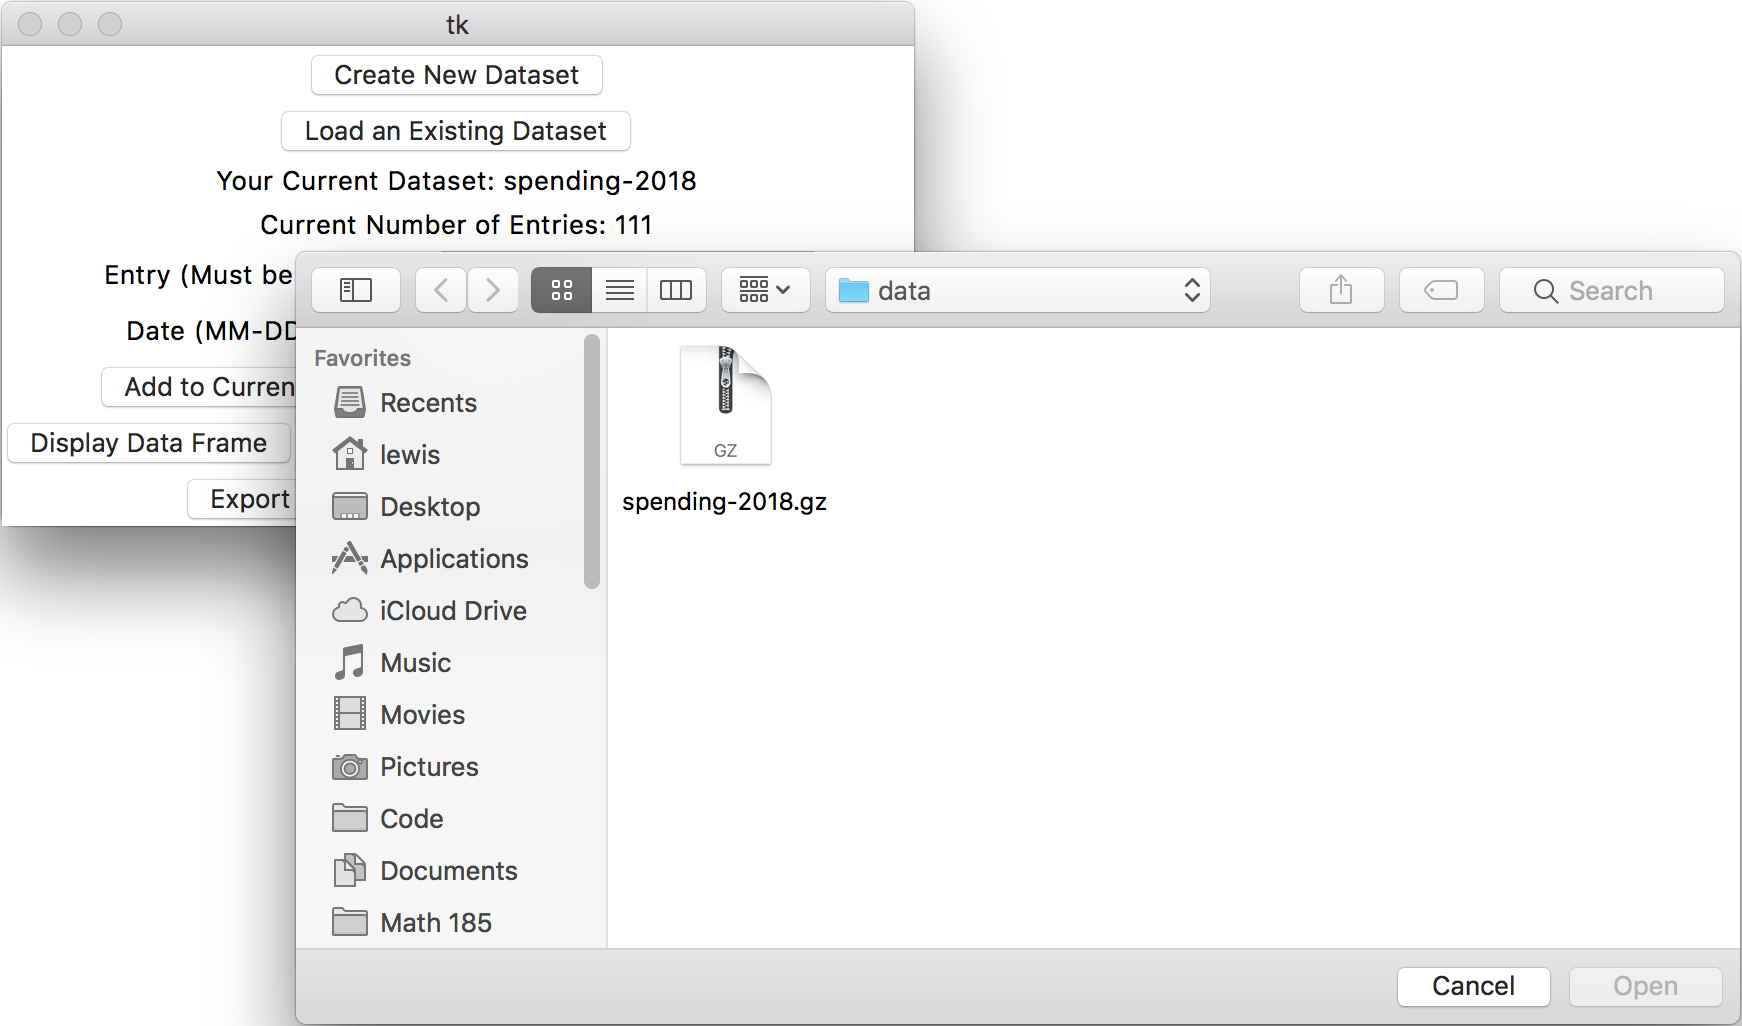 tk
Create New Dataset
Load an Existing Dataset
Your Current Dataset: spending-2018
Current Number of Entries: 111
Entry (Must be
Date (MM-DD
Add to Curren
Display Data Frame
Export
data
Search
Favorites
Recents
lewis
Desktop
Applications
iCloud Drive
Music
Movies
Pictures
Code
Documents
Math 185
GZ
spending-2018.gz
Cancel
Open